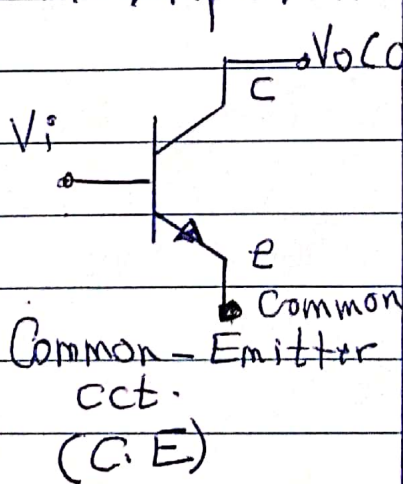 Vo(C
C
Vi
e
Common
Common - Emitter
cct.
(C.E)